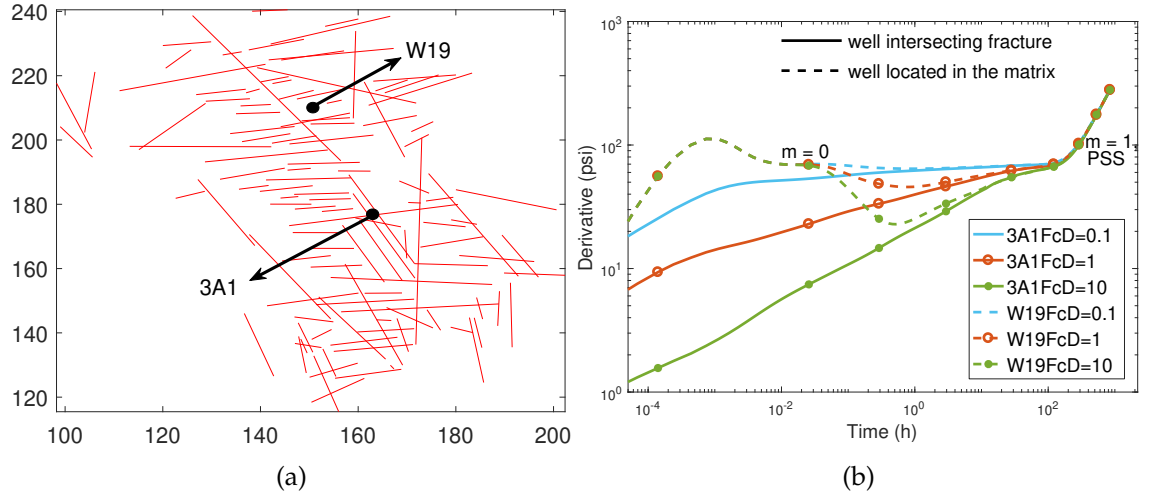 240
220
200
180
160
140
120
100
120
140
160
180
200
W19
3A1
(a)
Derivative (psi)
10^3
10^2
10^1
10^0
10^-4
10^-2
10^0
10^2
10^4
Time (h)
well intersecting fracture
well located in the matrix
m = 0
m = 1
PSS
3A1FcD=0.1
3A1FcD=1
3A1FcD=10
W19FcD=0.1
W19FcD=1
W19FcD=10
(b)